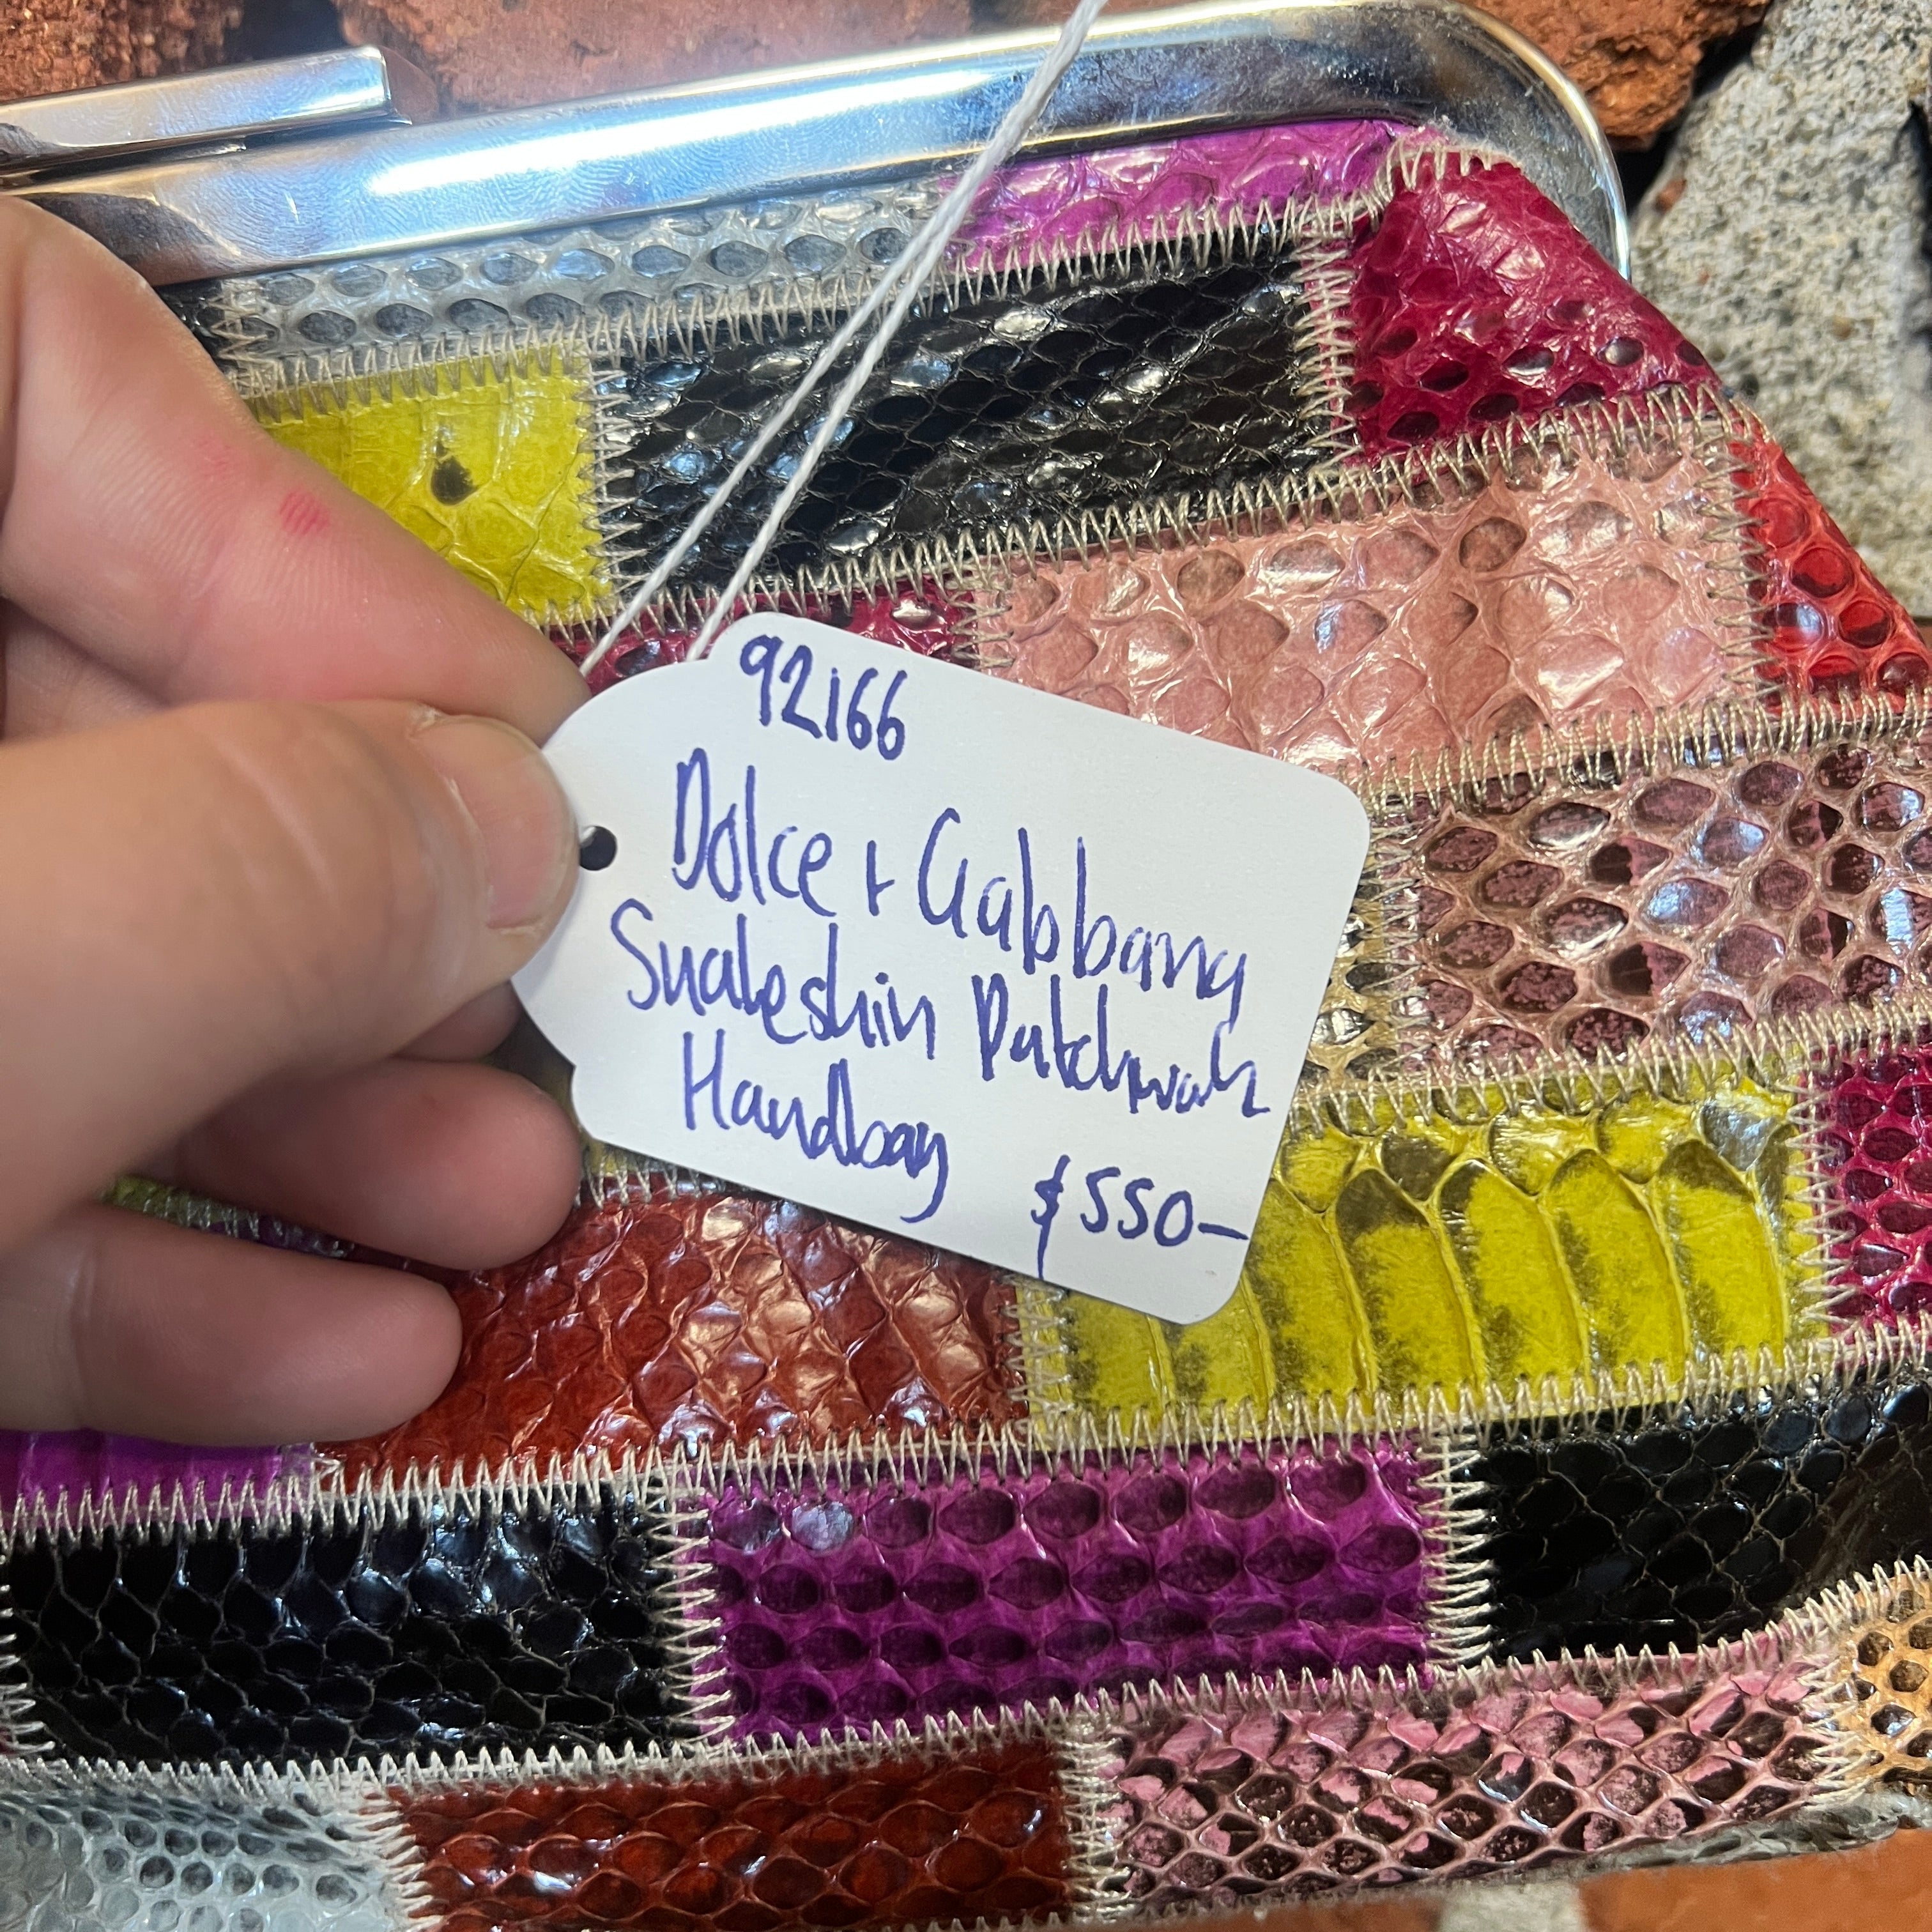 92166
Dolce + Gabbana
Snakeskin Patchwork
Handbag
$550-